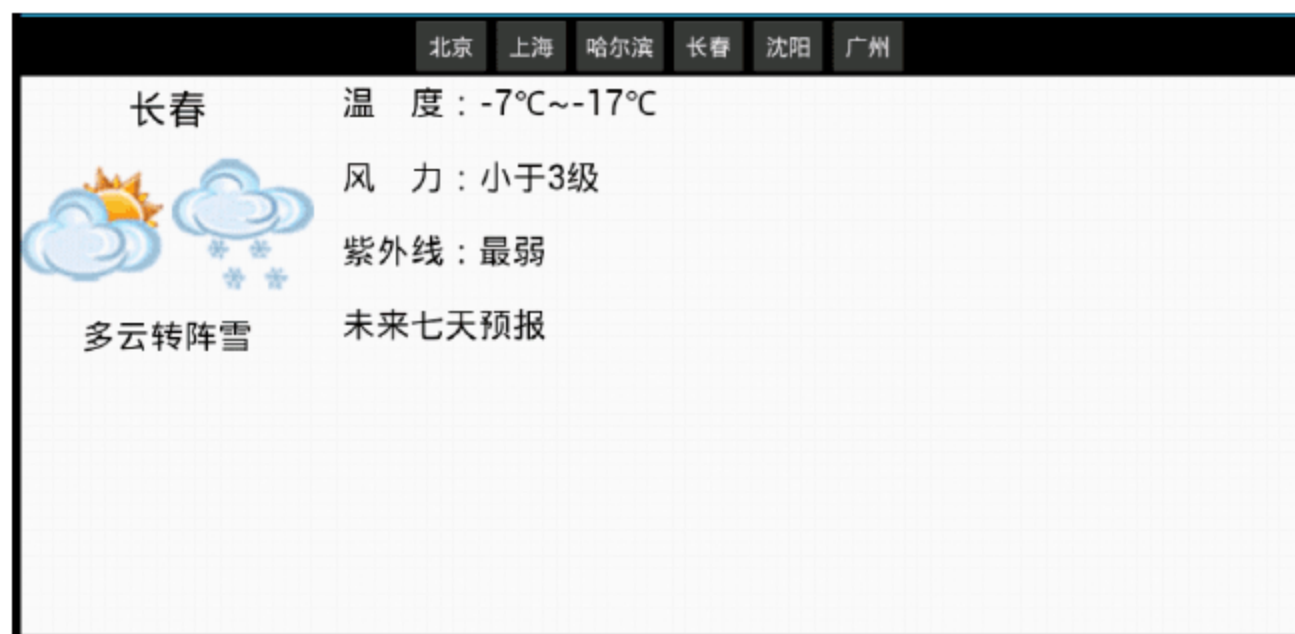 北京 上海 哈尔滨 长春 沈阳 广州
长春
多云转阵雪
温 度：-7℃~-17℃
风 力：小于3级
紫外线：最弱
未来七天预报